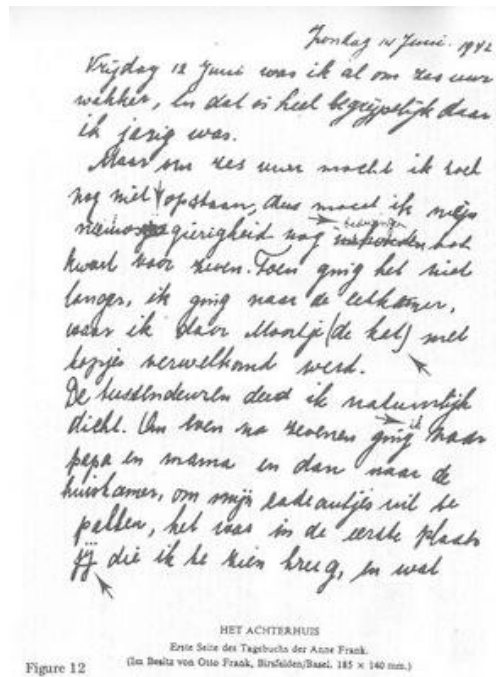 Zondag 14 Juni. 1942
Vrijdag 12 Juni was ik al om zes uur
wakker, en dat is heel begrijpelijk daar
ik jarig was.
Maar om zes uur mocht ik toch
nog niet opstaan, dus moest ik mijn
bedwingen
gierigheid nog tot
kwart voor zeven. Toen ging het niet
langer, ik ging naar de eetkamer,
waar ik door Moortje (de kat) met
kopjes verwelkomd werd.
De tussendeuren deed ik natuurlijk
ik
dicht. Om even na zevenen ging naar
papa en mama en dan naar de
huiskamer, om mijn cadeautjes uit te
pakken, het was in de eerste plaats
jij die ik te zien kreeg, en wat
HET ACHTERHUIS
Erste Seite des Tagebuchs der Anne Frank.
(Im Besitz von Otto Frank, Birsfelden/Basel. 185 × 140 mm.)
Figure 12